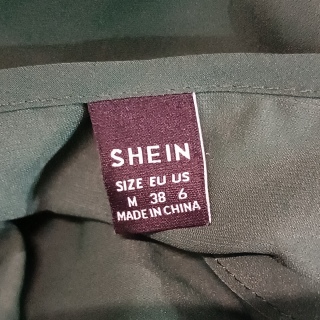 SHEIN
SIZE EU US
M 38 6
MADE IN CHINA